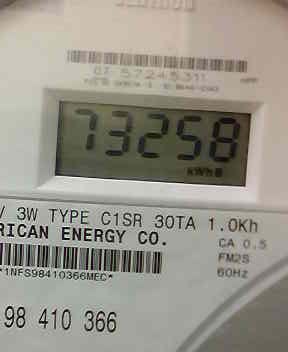 07 57245311
73258
kWh
V 3W TYPE C1SR 30TA 1.0Kh
RICAN ENERGY CO.
CA 0.5
FM2S
60Hz
*1NFS98410366MEC*
98 410 366